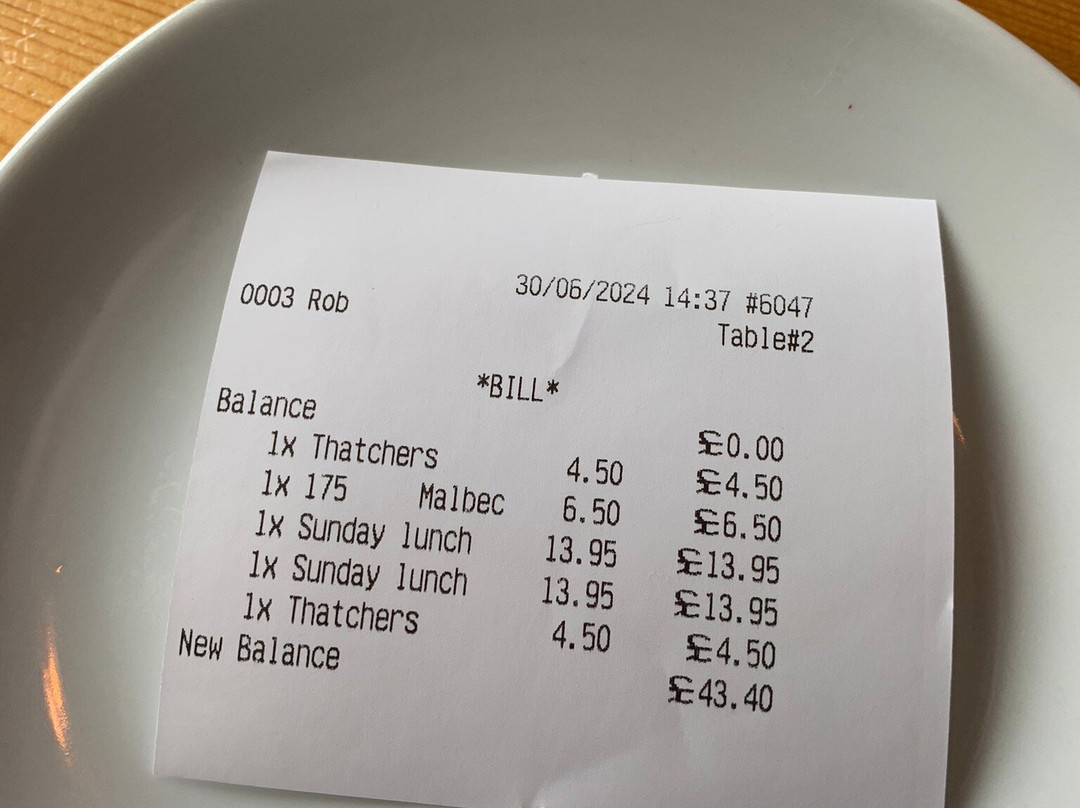 0003 Rob 30/06/2024 14:37 #6047
Table#2
*BILL*
Balance £0.00
1x Thatchers 4.50 £4.50
1x 175 Malbec 6.50 £6.50
1x Sunday lunch 13.95 £13.95
1x Sunday lunch 13.95 £13.95
1x Thatchers 4.50 £4.50
New Balance £43.40